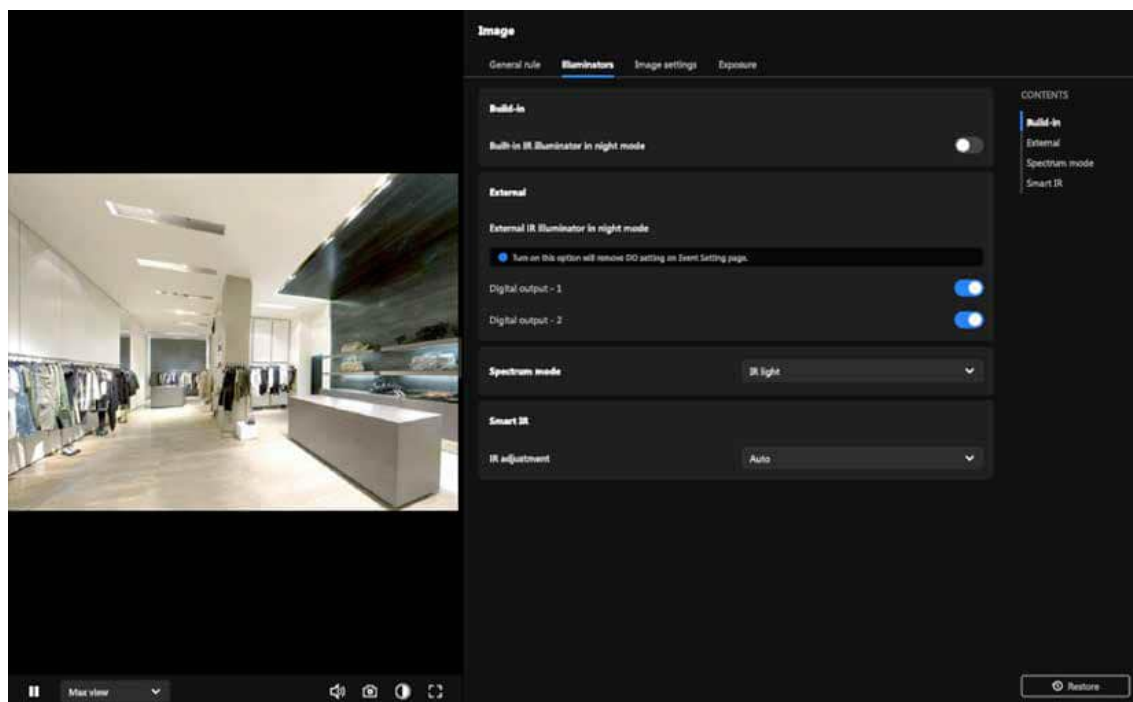 Image
General rule Illuminators Image settings Exposure
CONTENTS
Build-in
External
Spectrum mode
Smart IR
Build-in
Built-in IR illuminator in night mode
External
External IR illuminator in night mode
Turn on this option will remove DO setting on Event Setting page.
Digital output - 1
Digital output - 2
Spectrum mode IR light
Smart IR
IR adjustment Auto
Max view
Restore